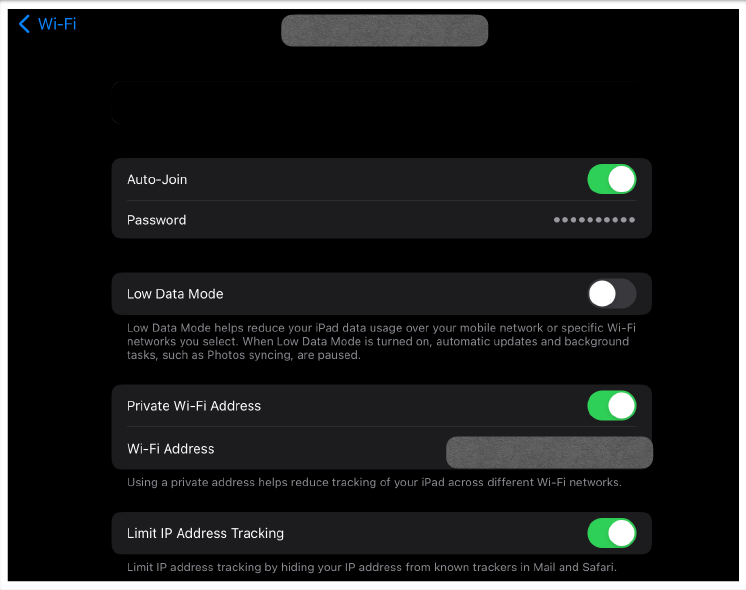 Wi-Fi
Auto-Join
Password ••••••••••
Low Data Mode
Low Data Mode helps reduce your iPad data usage over your mobile network or specific Wi-Fi
networks you select. When Low Data Mode is turned on, automatic updates and background
tasks, such as Photos syncing, are paused.
Private Wi-Fi Address
Wi-Fi Address
Using a private address helps reduce tracking of your iPad across different Wi-Fi networks.
Limit IP Address Tracking
Limit IP address tracking by hiding your IP address from known trackers in Mail and Safari.